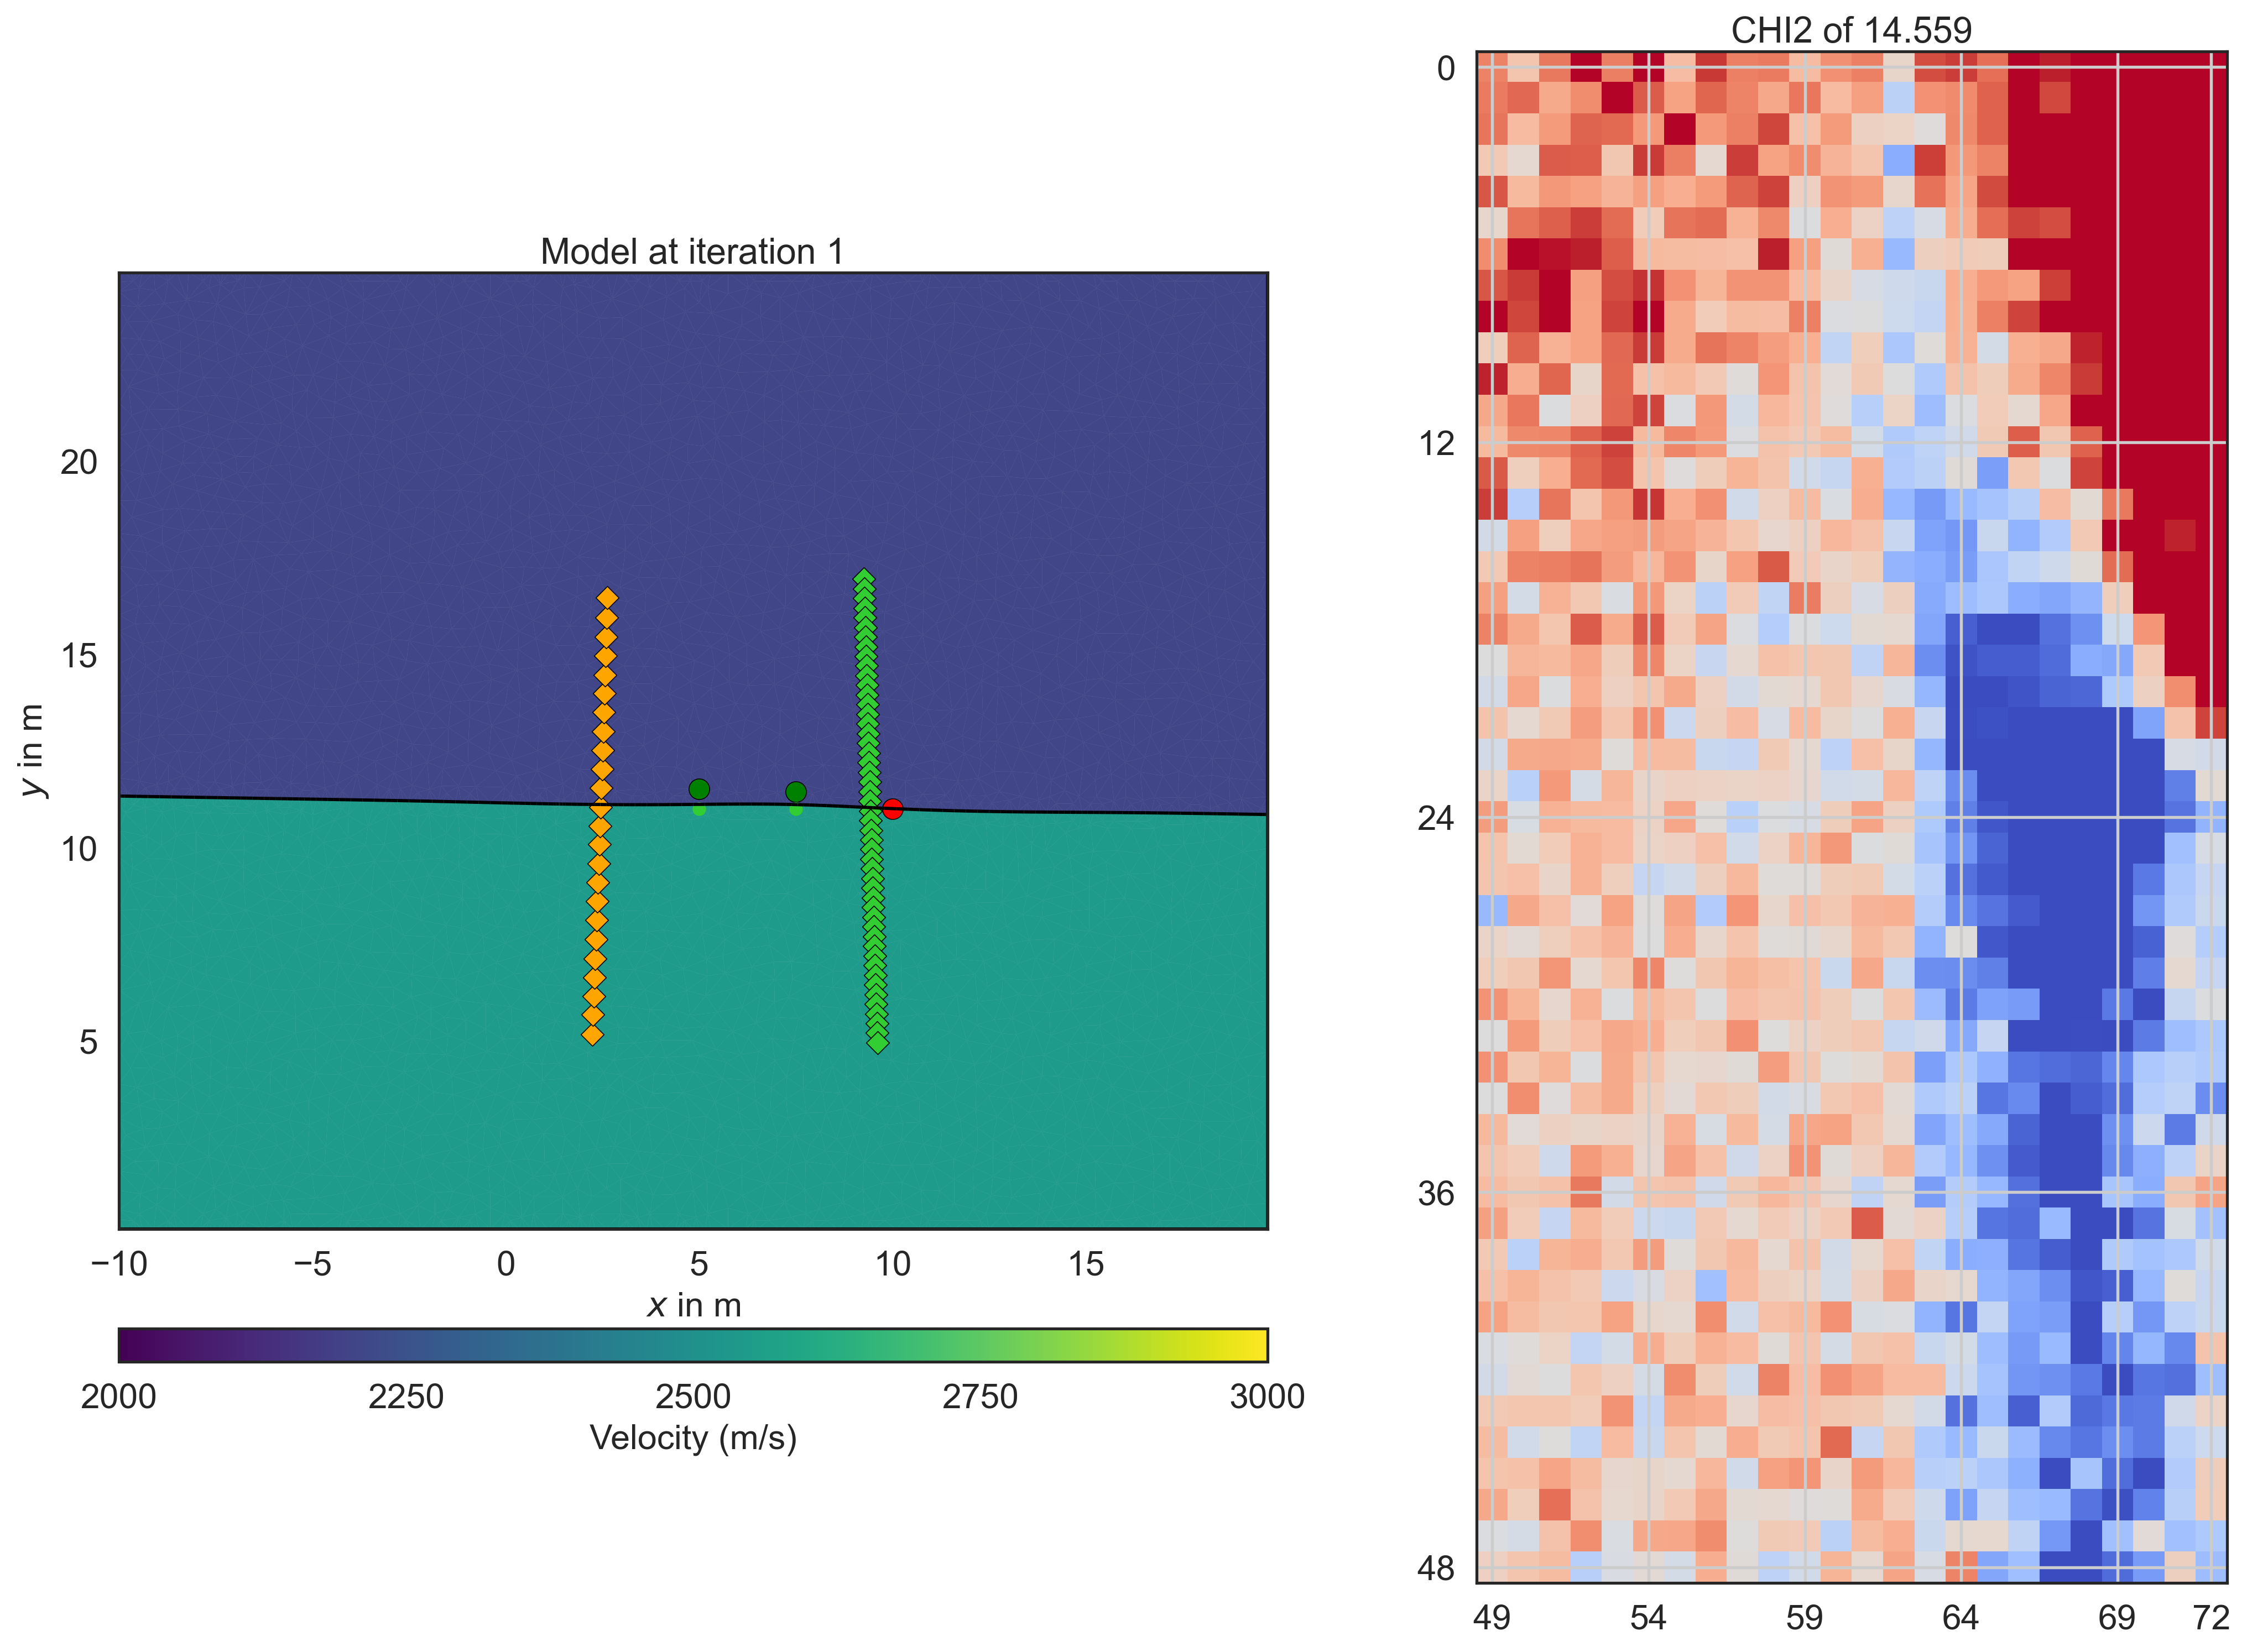 Model at iteration 1
y in m
20
15
10
5
−10 −5 0 5 10 15
x in m
2000 2250 2500 2750 3000
Velocity (m/s)
CHI2 of 14.559
0
12
24
36
48
49 54 59 64 69 72